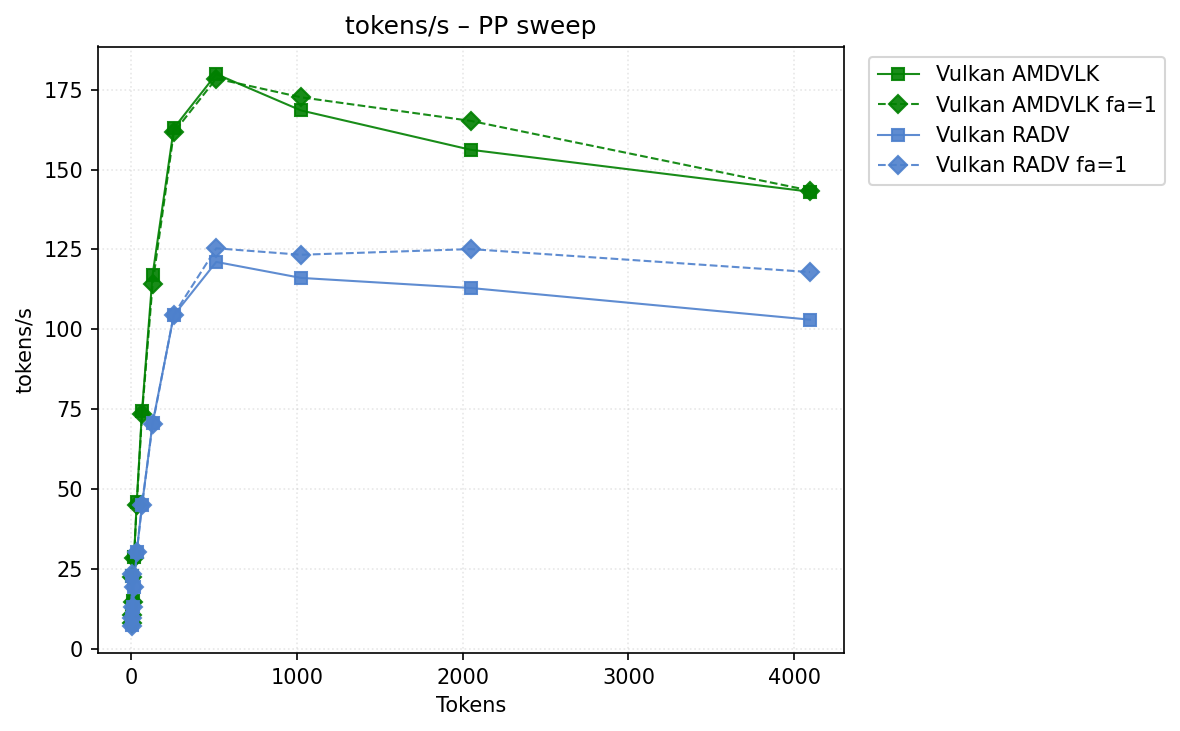 tokens/s – PP sweep
175
150
125
100
75
50
25
0
tokens/s
0 1000 2000 3000 4000
Tokens
Vulkan AMDVLK
Vulkan AMDVLK fa=1
Vulkan RADV
Vulkan RADV fa=1